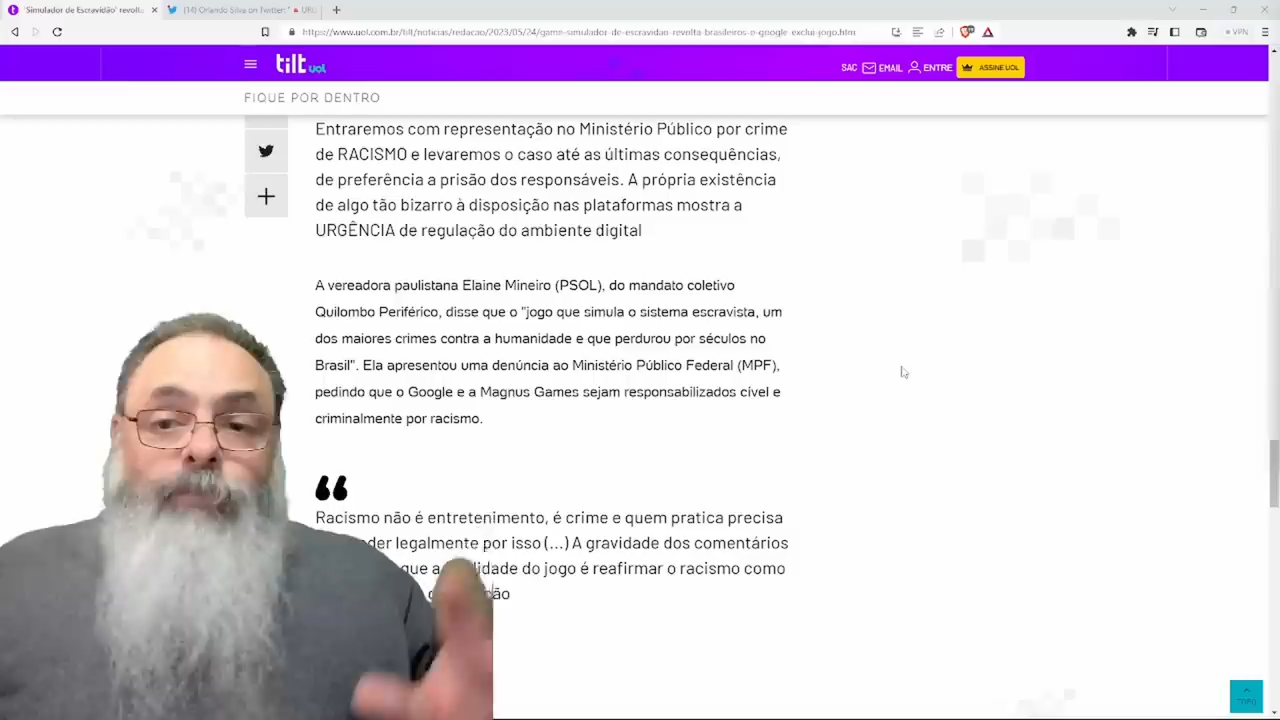 'Simulador de Escravidão' revolta
(14) Orlando Silva on Twitter: "
https://www.uol.com.br/tilt/noticias/redacao/2023/05/24/game-simulador-de-escravidao-revolta-brasileiros-e-google-exclui-jogo.htm
VPN
tilt uol
SAC
EMAIL
ENTRE
ASSINE UOL
FIQUE POR DENTRO
Entraremos com representação no Ministério Público por crime
de RACISMO e levaremos o caso até as últimas consequências,
de preferência a prisão dos responsáveis. A própria existência
de algo tão bizarro à disposição nas plataformas mostra a
URGÊNCIA de regulação do ambiente digital
A vereadora paulistana Elaine Mineiro (PSOL), do mandato coletivo
Quilombo Periférico, disse que o "jogo que simula o sistema escravista, um
dos maiores crimes contra a humanidade e que perdurou por séculos no
Brasil". Ela apresentou uma denúncia ao Ministério Público Federal (MPF),
pedindo que o Google e a Magnus Games sejam responsabilizados cível e
criminalmente por racismo.
Racismo não é entretenimento, é crime e quem pratica precisa
legalmente por isso (...) A gravidade dos comentários
que a do jogo é reafirmar o racismo como